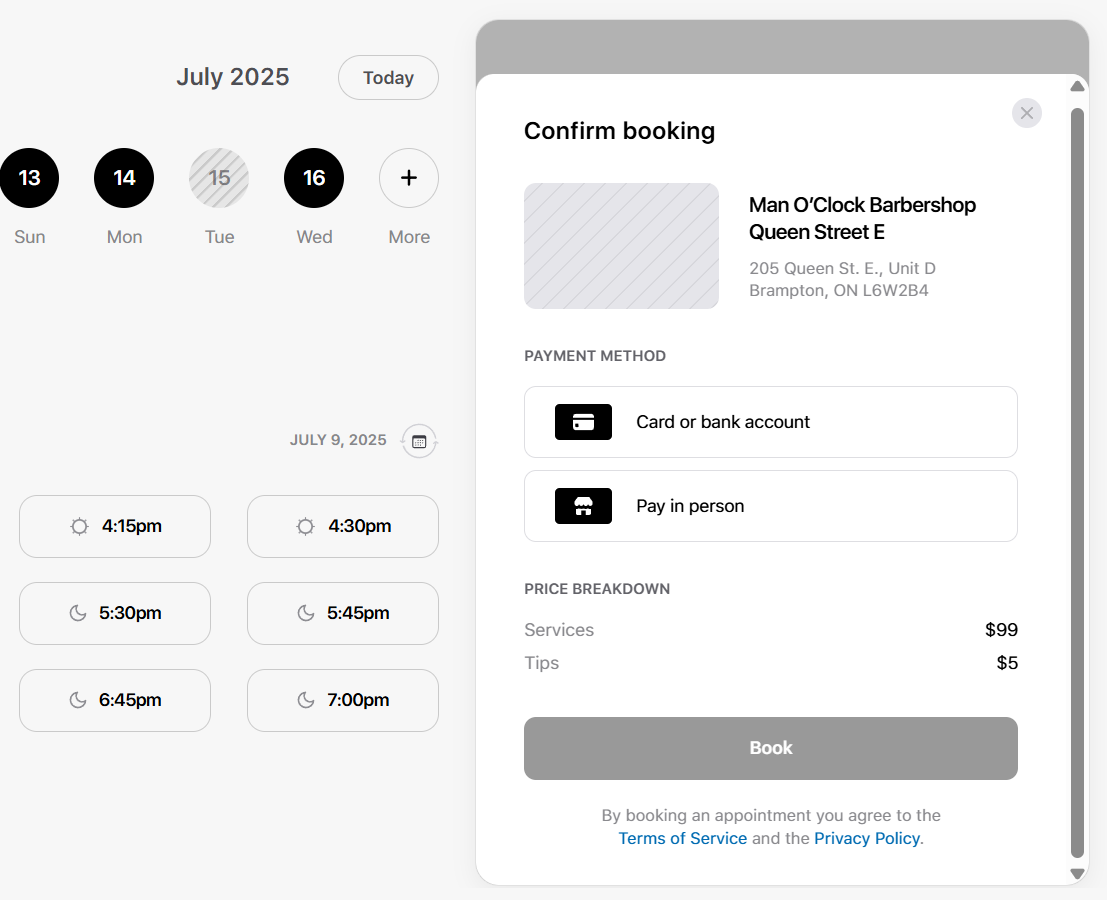 July 2025
Today
13
14
15
16
Sun
Mon
Tue
Wed
More
JULY 9, 2025
4:15pm
4:30pm
5:30pm
5:45pm
6:45pm
7:00pm
Confirm booking
Man O’Clock Barbershop
Queen Street E
205 Queen St. E., Unit D
Brampton, ON L6W2B4
PAYMENT METHOD
Card or bank account
Pay in person
PRICE BREAKDOWN
Services $99
Tips $5
Book
By booking an appointment you agree to the
Terms of Service and the Privacy Policy.